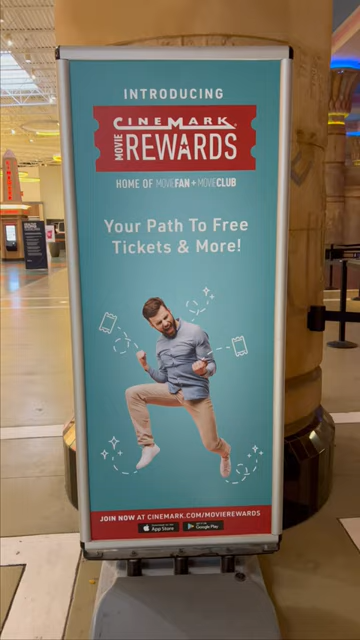 INTRODUCING
CINEMARK
MOVIE
REWARDS
HOME OF MOVIEFAN + MOVIECLUB
Your Path To Free
Tickets & More!
JOIN NOW AT CINEMARK.COM/MOVIEREWARDS
App Store
Google Play